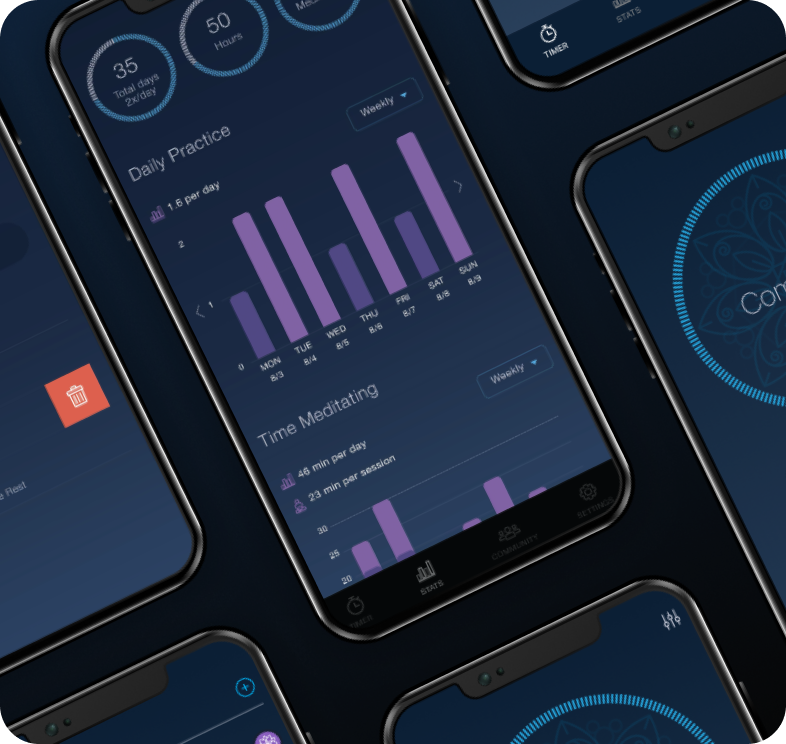 35
Total days
2x/day
50
Hours
TIMER
STATS
Daily Practice
Weekly
1.6 per day
2
1
0
MON
8/3
TUE
8/4
WED
8/5
THU
8/6
FRI
8/7
SAT
8/8
SUN
8/9
Time Meditating
Weekly
46 min per day
23 min per session
30
25
20
TIMER
STATS
COMMUNITY
SETTINGS
Rest
Com